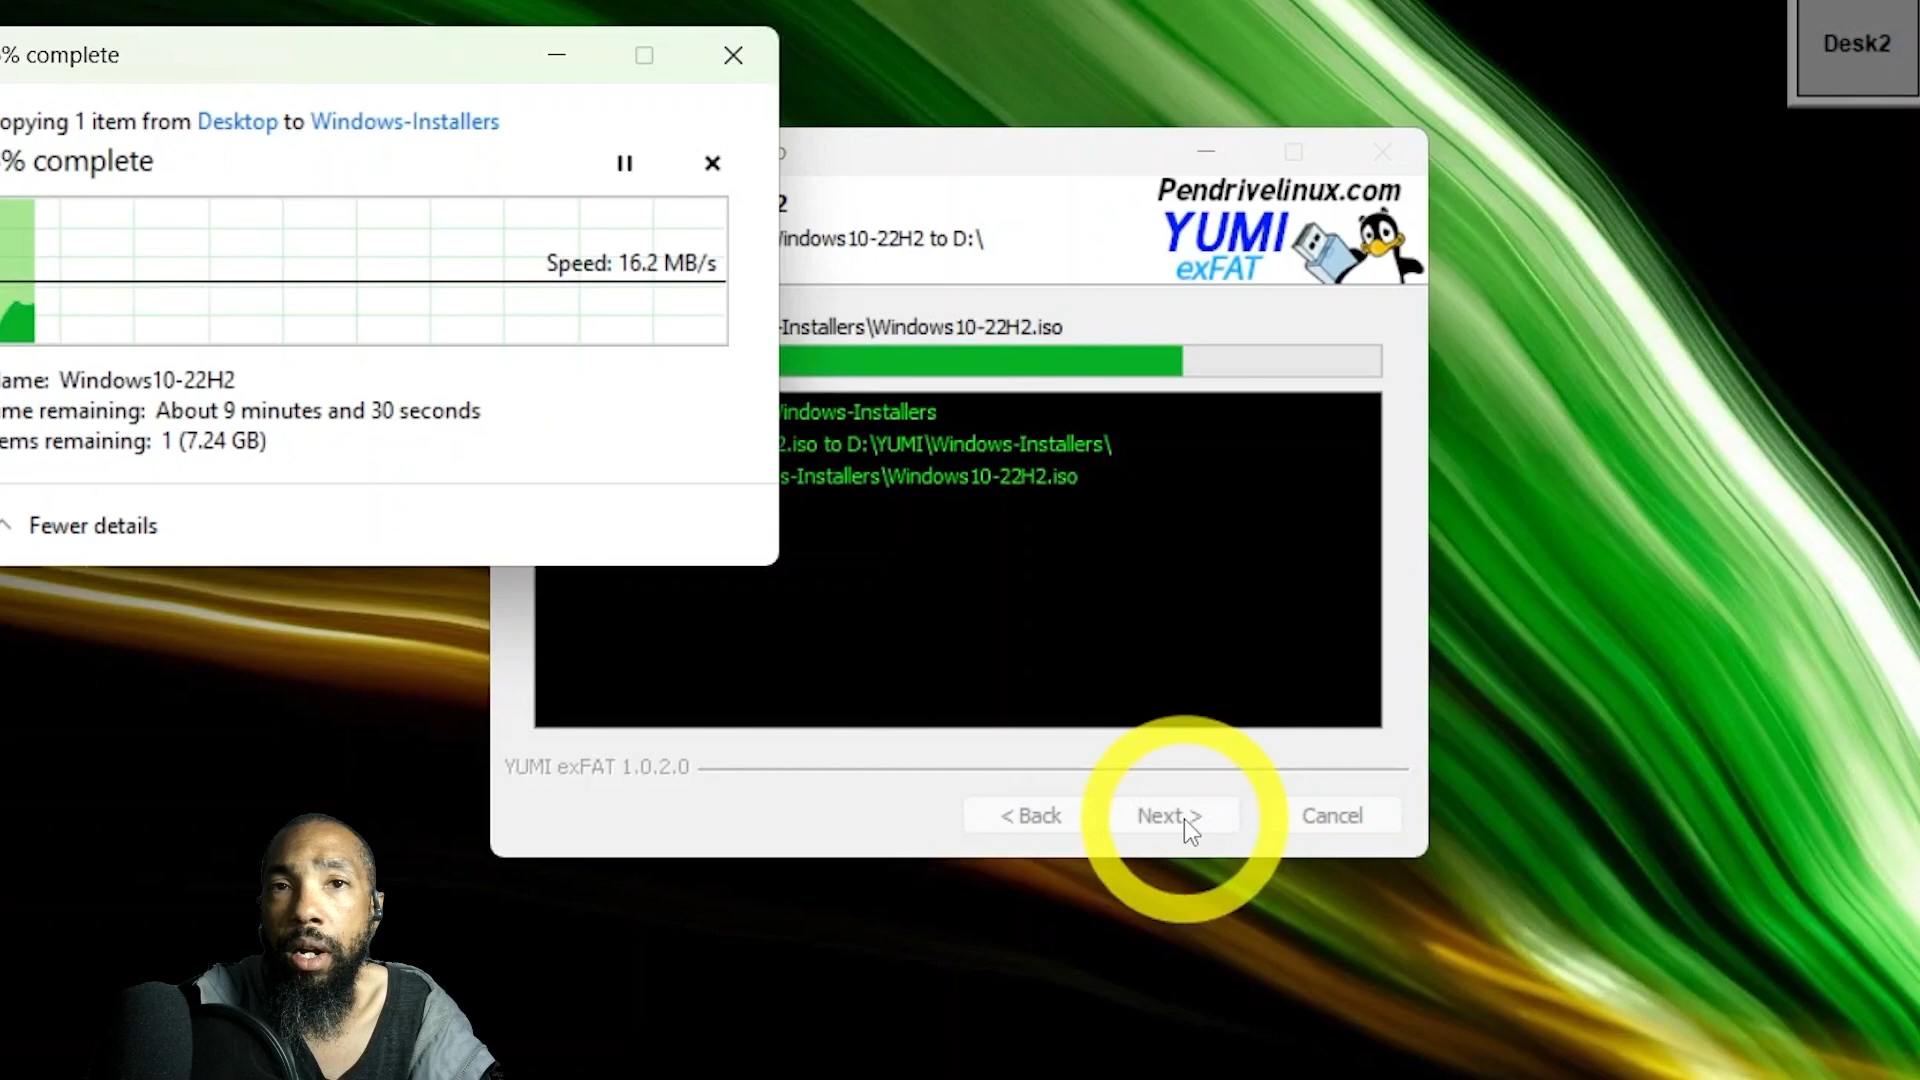 % complete
opying 1 item from Desktop to Windows-Installers
% complete
Speed: 16.2 MB/s
ame: Windows10-22H2
me remaining: About 9 minutes and 30 seconds
ems remaining: 1 (7.24 GB)
Fewer details
Desk2
2
Windows10-22H2 to D:\
Pendrivelinux.com
YUMI
exFAT
-Installers\Windows10-22H2.iso
Windows-Installers
2.iso to D:\YUMI\Windows-Installers\
s-Installers\Windows10-22H2.iso
YUMI exFAT 1.0.2.0
< Back
Next >
Cancel